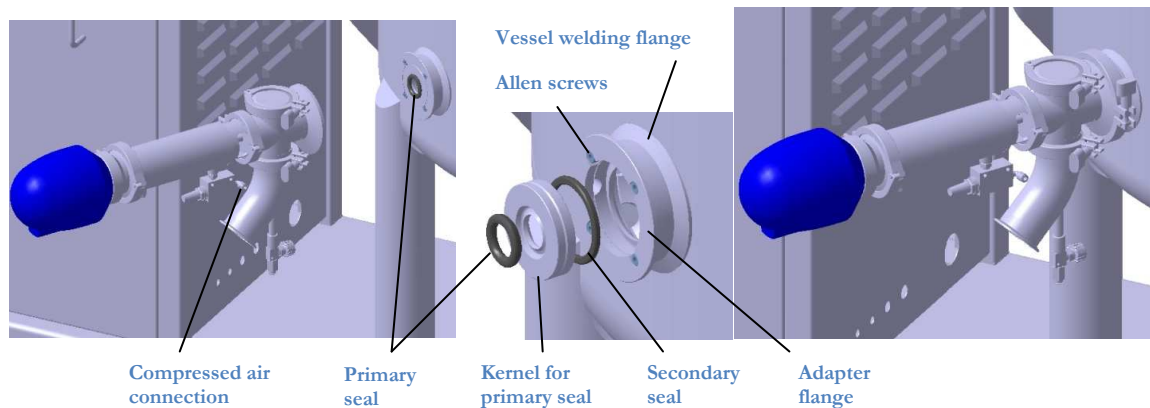 Vessel welding flange
Allen screws
Compressed air
connection
Primary
seal
Kernel for
primary seal
Secondary
seal
Adapter
flange